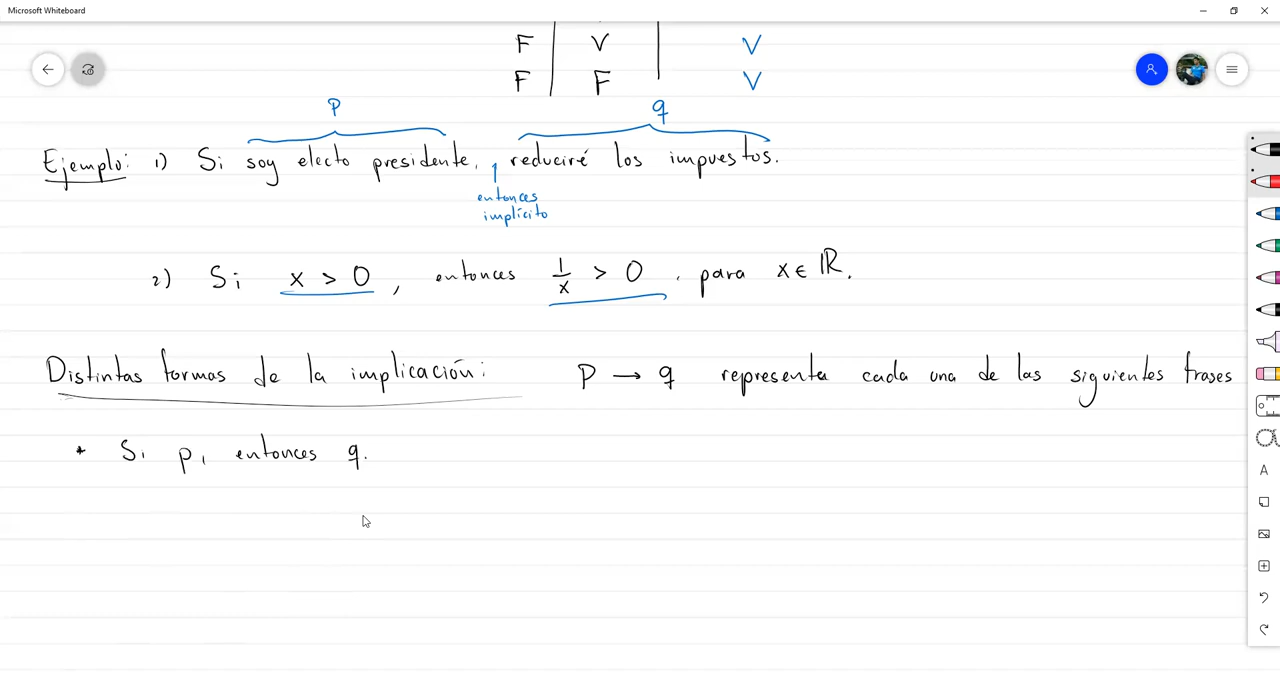 Microsoft Whiteboard
F V V
F F V
p q
Ejemplo: 1) Si soy electo presidente, reduciré los impuestos.
entonces
implícito
2) Si x > 0, entonces 1/x > 0, para x ∈ ℝ.
Distintas formas de la implicación: P → q representa cada una de las siguientes frases
* Si p, entonces q.
A